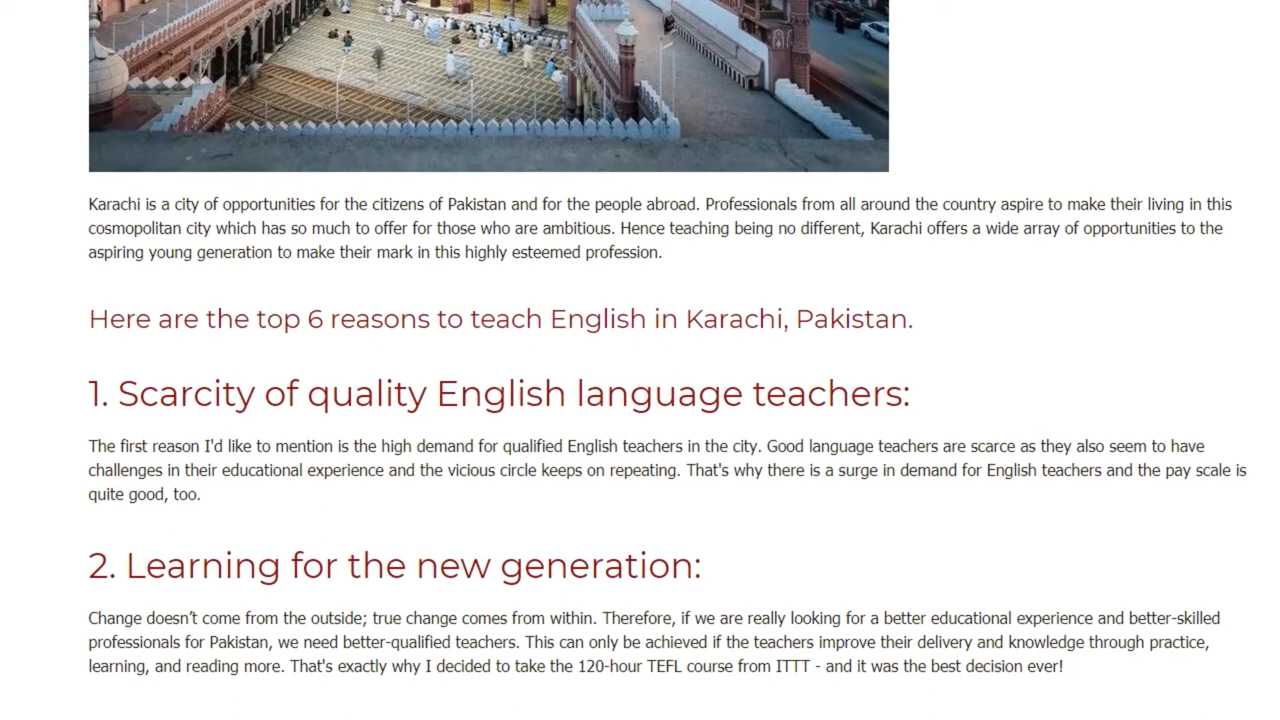 Karachi is a city of opportunities for the citizens of Pakistan and for the people abroad. Professionals from all around the country aspire to make their living in this
cosmopolitan city which has so much to offer for those who are ambitious. Hence teaching being no different, Karachi offers a wide array of opportunities to the
aspiring young generation to make their mark in this highly esteemed profession.
Here are the top 6 reasons to teach English in Karachi, Pakistan.
1. Scarcity of quality English language teachers:
The first reason I'd like to mention is the high demand for qualified English teachers in the city. Good language teachers are scarce as they also seem to have
challenges in their educational experience and the vicious circle keeps on repeating. That's why there is a surge in demand for English teachers and the pay scale is
quite good, too.
2. Learning for the new generation:
Change doesn’t come from the outside; true change comes from within. Therefore, if we are really looking for a better educational experience and better-skilled
professionals for Pakistan, we need better-qualified teachers. This can only be achieved if the teachers improve their delivery and knowledge through practice,
learning, and reading more. That's exactly why I decided to take the 120-hour TEFL course from ITTT - and it was the best decision ever!